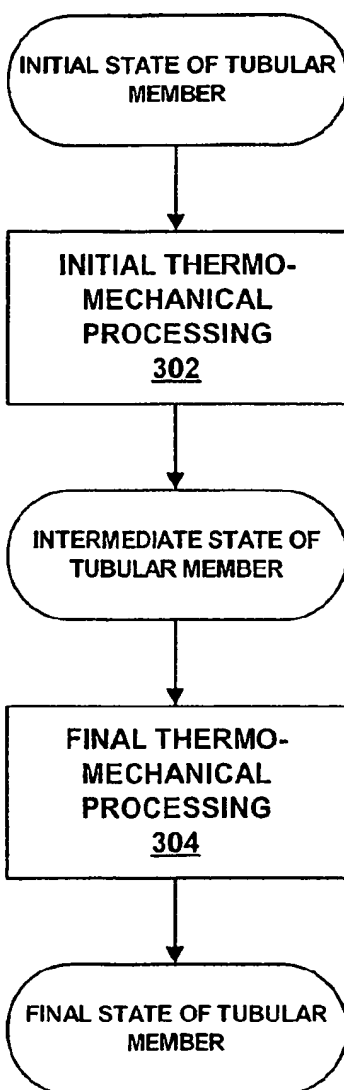 INITIAL STATE OF TUBULAR
MEMBER
INITIAL THERMO-
MECHANICAL
PROCESSING
302
INTERMEDIATE STATE OF
TUBULAR MEMBER
FINAL THERMO-
MECHANICAL
PROCESSING
304
FINAL STATE OF TUBULAR
MEMBER